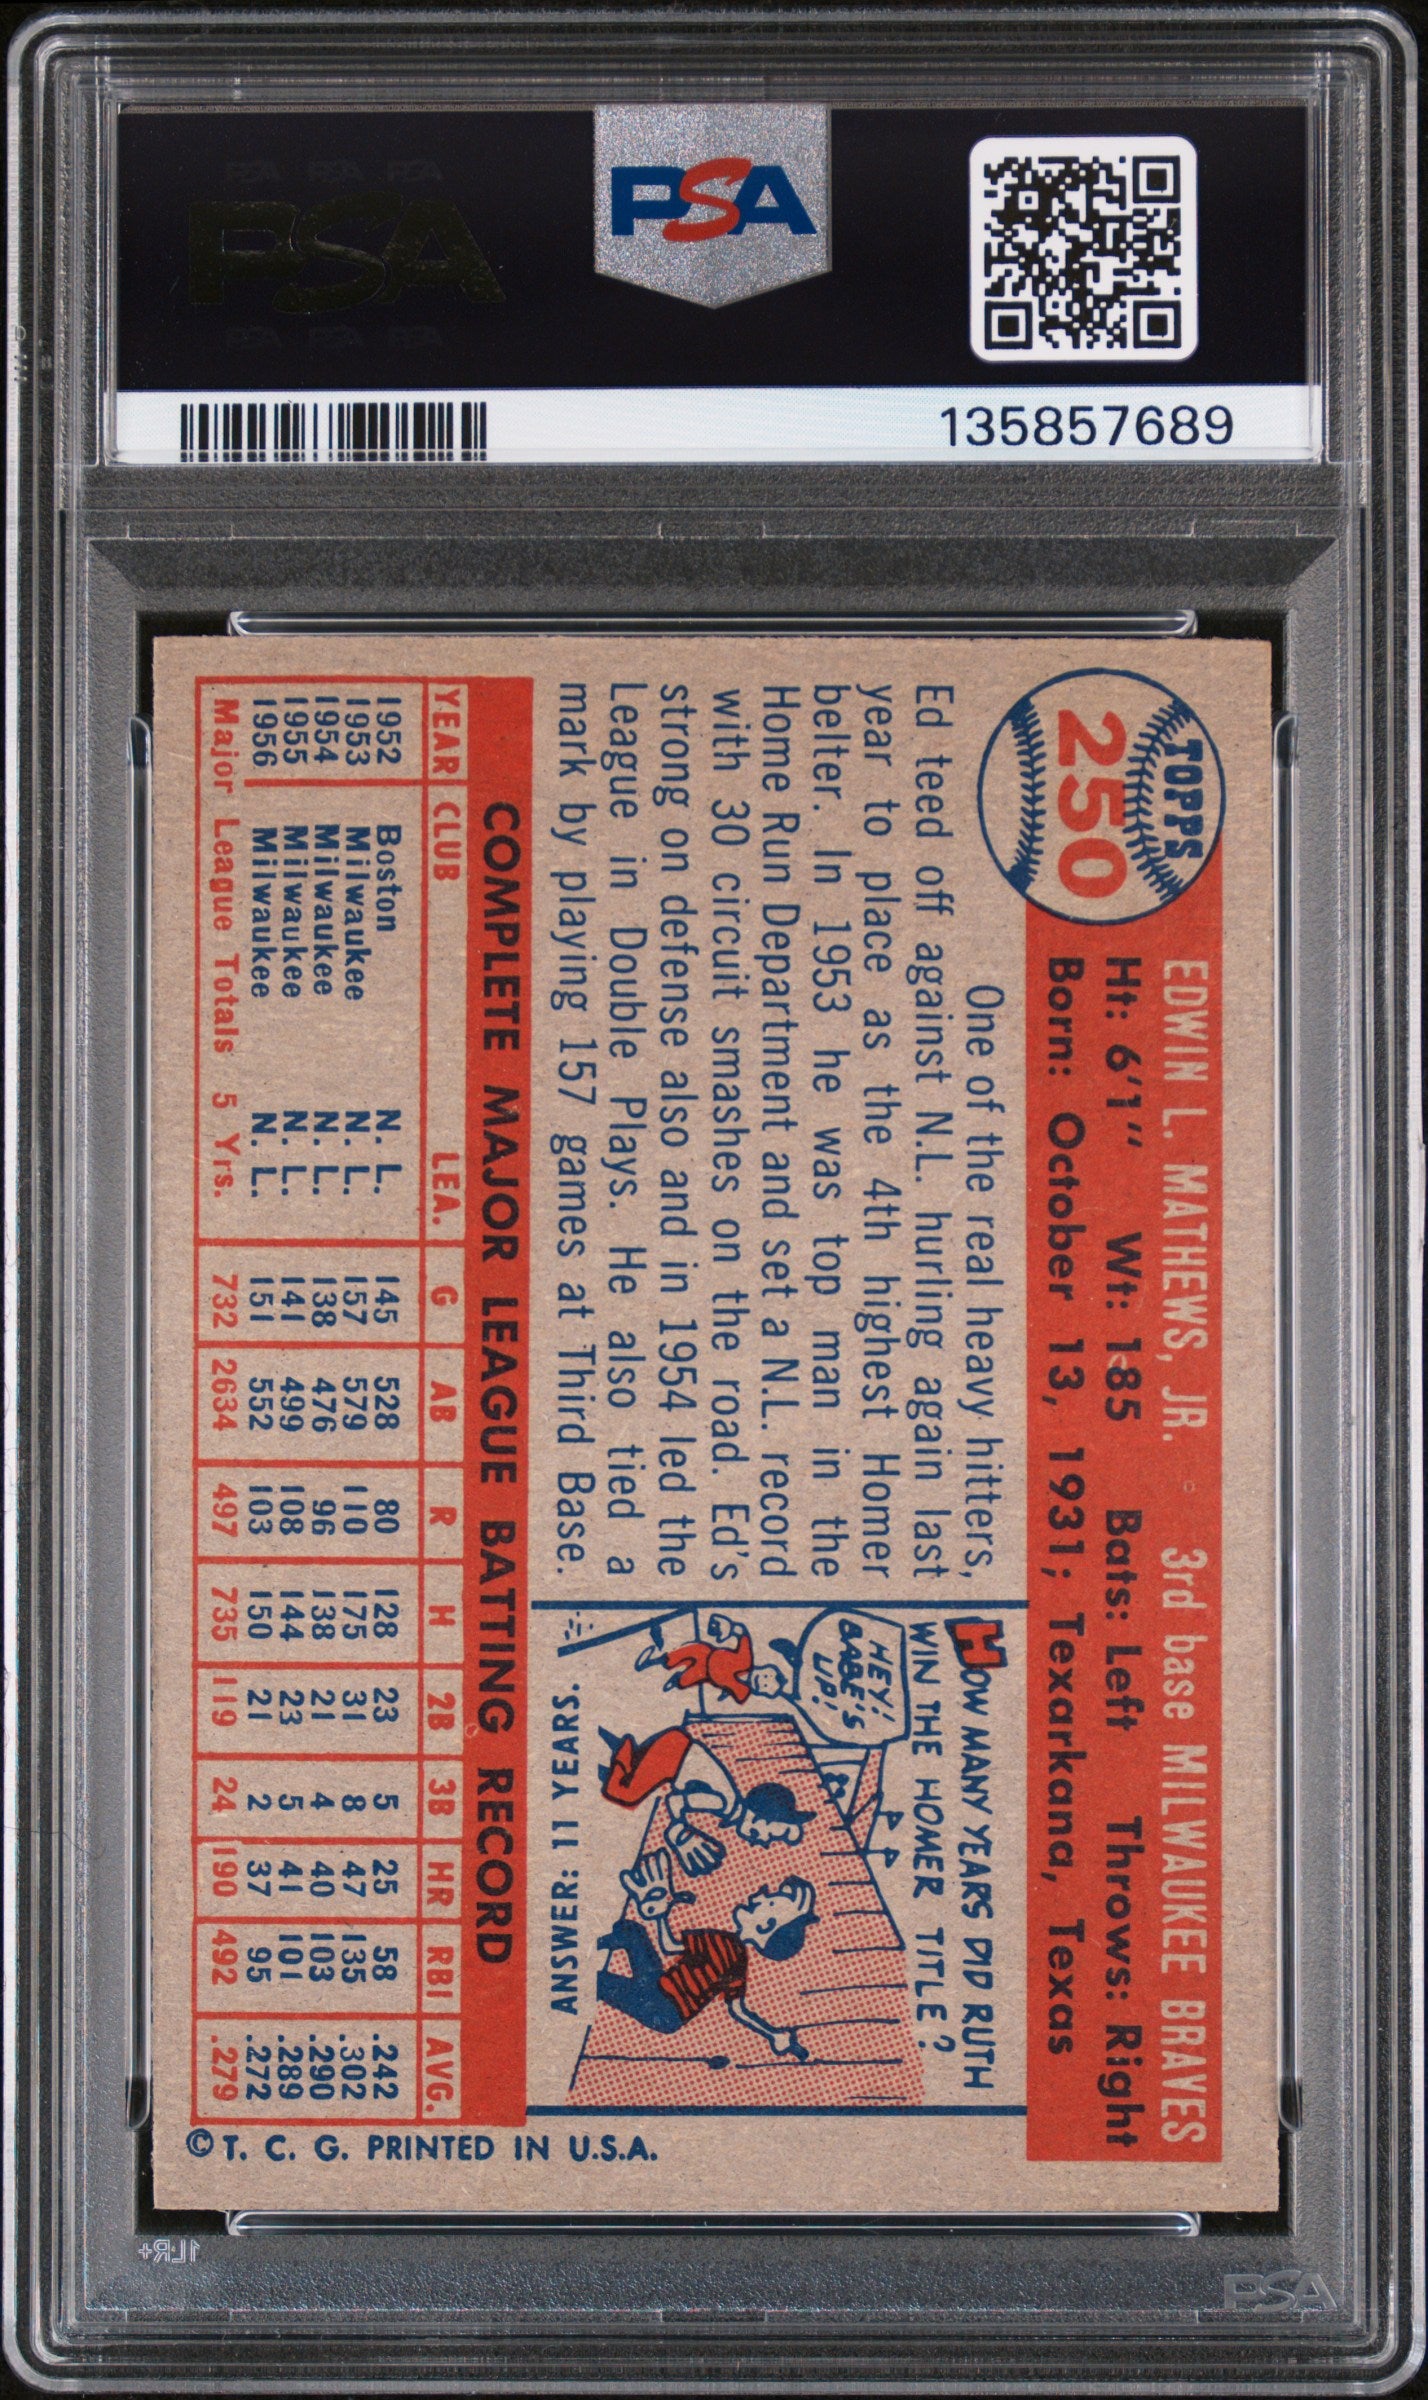 PSA PSA PSA
PSA
PSA PSA PSA
PSA
135857689
TOPPS
250
EDWIN L. MATHEWS, JR. 3rd base MILWAUKEE BRAVES
Ht: 6'1" Wt: 185 Bats: Left Throws: Right
Born: October 13, 1931; Texarkana, Texas
One of the real heavy hitters,
Ed teed off against N.L. hurling again last
year to place as the 4th highest Homer
belter. In 1953 he was top man in the
Home Run Department and set a N.L. record
with 30 circuit smashes on the road. Ed's
strong on defense also and in 1954 led the
League in Double Plays. He also tied a
mark by playing 157 games at Third Base.
HOW MANY YEARS DID RUTH
WIN THE HOMER TITLE?
HEY!
BABE'S
UP!
ANSWER: 11 YEARS.
COMPLETE MAJOR LEAGUE BATTING RECORD
YEAR CLUB LEA. G AB R H 2B 3B HR RBI AVG.
1952 Boston N. L. 145 528 80 128 23 5 25 58 .242
1953 Milwaukee N. L. 157 579 110 175 31 8 47 135 .302
1954 Milwaukee N. L. 138 476 96 138 21 4 40 103 .290
1955 Milwaukee N. L. 141 499 108 144 23 5 41 101 .289
1956 Milwaukee N. L. 151 552 103 150 21 2 37 95 .272
Major League Totals 5 Yrs. 732 2634 497 735 119 24 190 492 .279
© T. C. G. PRINTED IN U.S.A.
1LR+
PSA